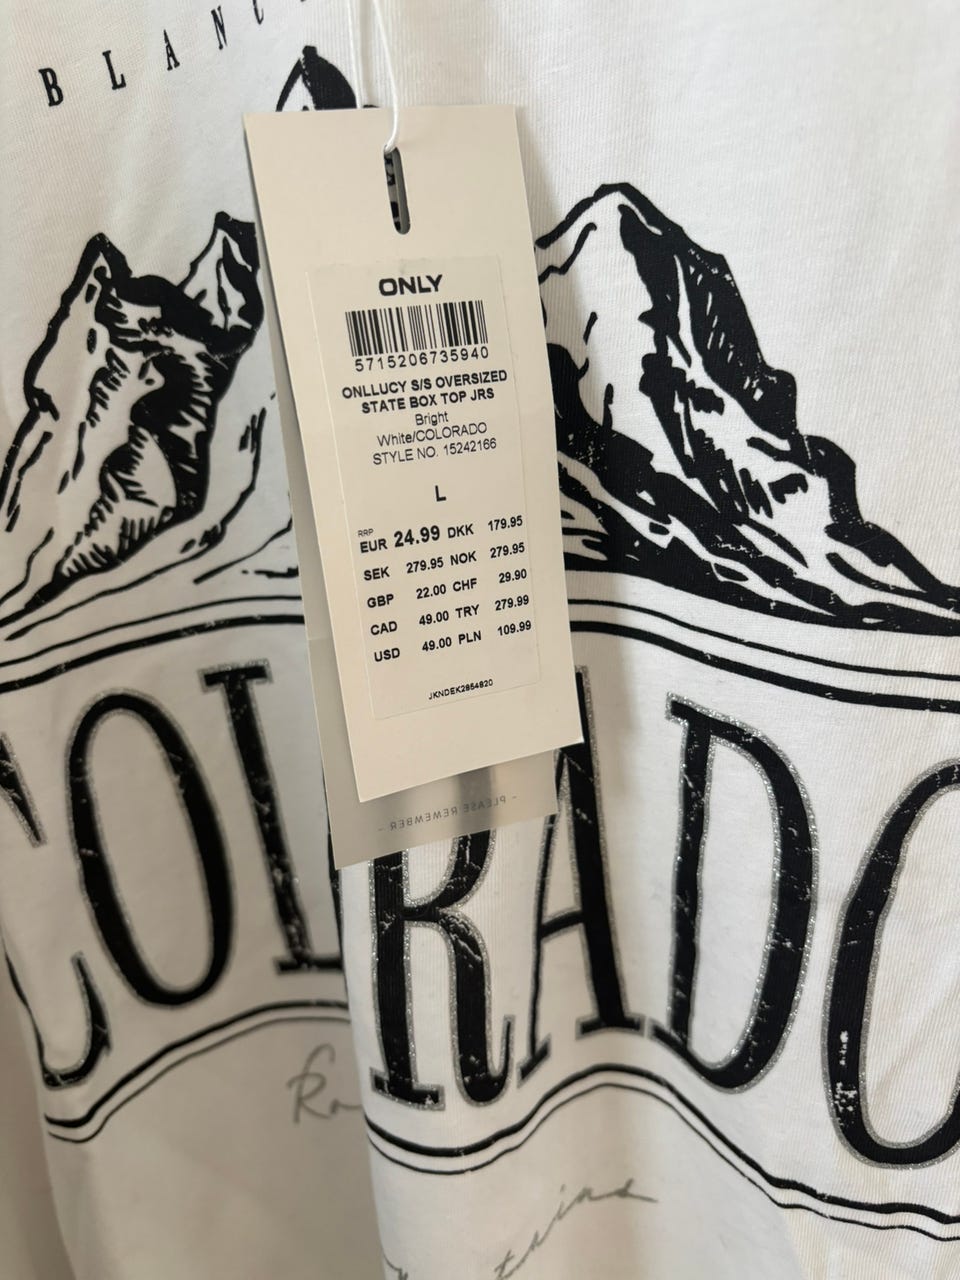 BLANC
ONLY
5715206735940
ONLLUCY S/S OVERSIZED
STATE BOX TOP JRS
Bright
White/COLORADO
STYLE NO. 15242166
L
RRP
EUR 24.99 DKK 179.95
SEK 279.95 NOK 279.95
GBP 22.00 CHF 29.90
CAD 49.00 TRY 279.99
USD 49.00 PLN 109.99
JKNDEK2854820
- PLEASE REMEMBER -
COLORADO